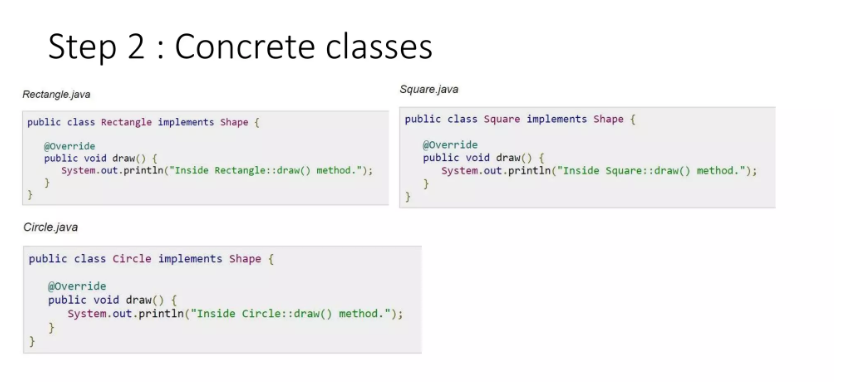 Step 2 : Concrete classes
Rectangle.java
public class Rectangle implements Shape {
@Override
public void draw() {
System.out.println("Inside Rectangle::draw() method.");
}
}
Square.java
public class Square implements Shape {
@Override
public void draw() {
System.out.println("Inside Square::draw() method.");
}
}
Circle.java
public class Circle implements Shape {
@Override
public void draw() {
System.out.println("Inside Circle::draw() method.");
}
}